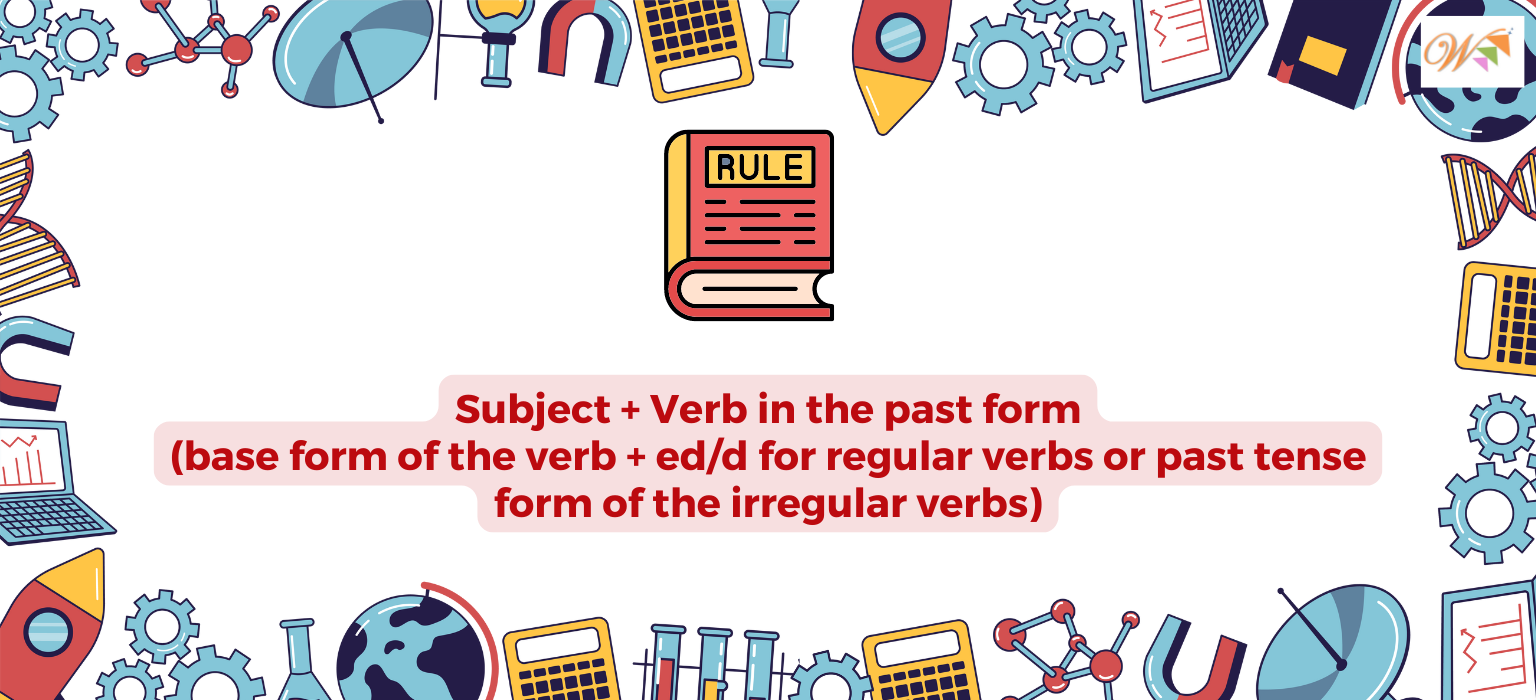 RULE
Subject + Verb in the past form
(base form of the verb + ed/d for regular verbs or past tense
form of the irregular verbs)
W